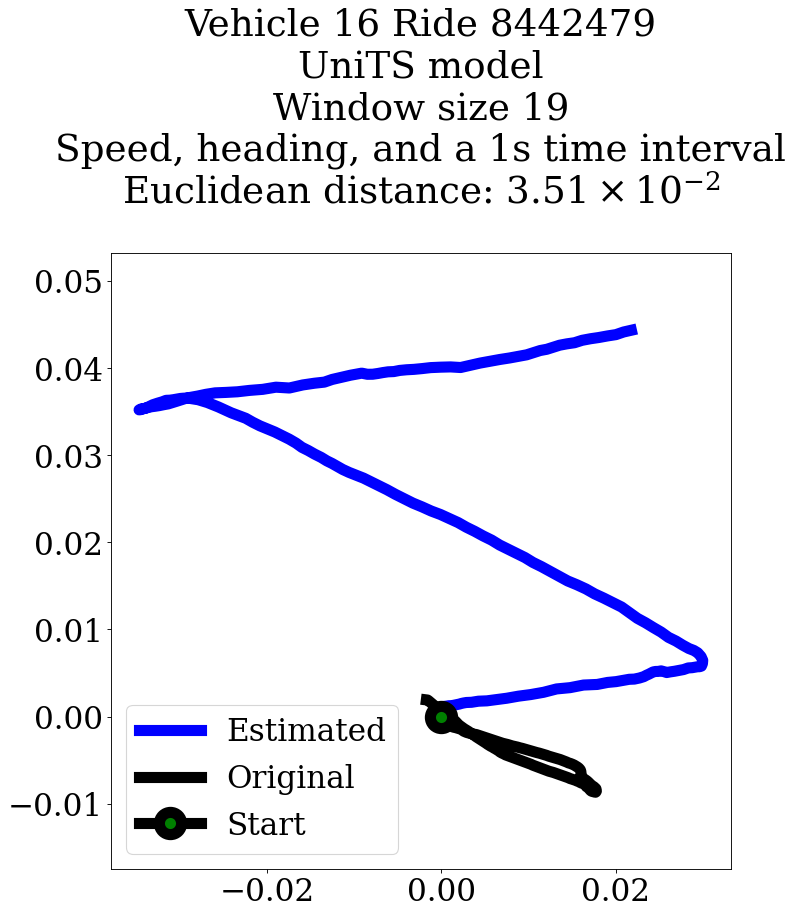 Vehicle 16 Ride 8442479
UniTS model
Window size 19
Speed, heading, and a 1s time interval
Euclidean distance: 3.51 × 10⁻²
0.05
0.04
0.03
0.02
0.01
0.00
−0.01
Estimated
Original
Start
−0.02
0.00
0.02